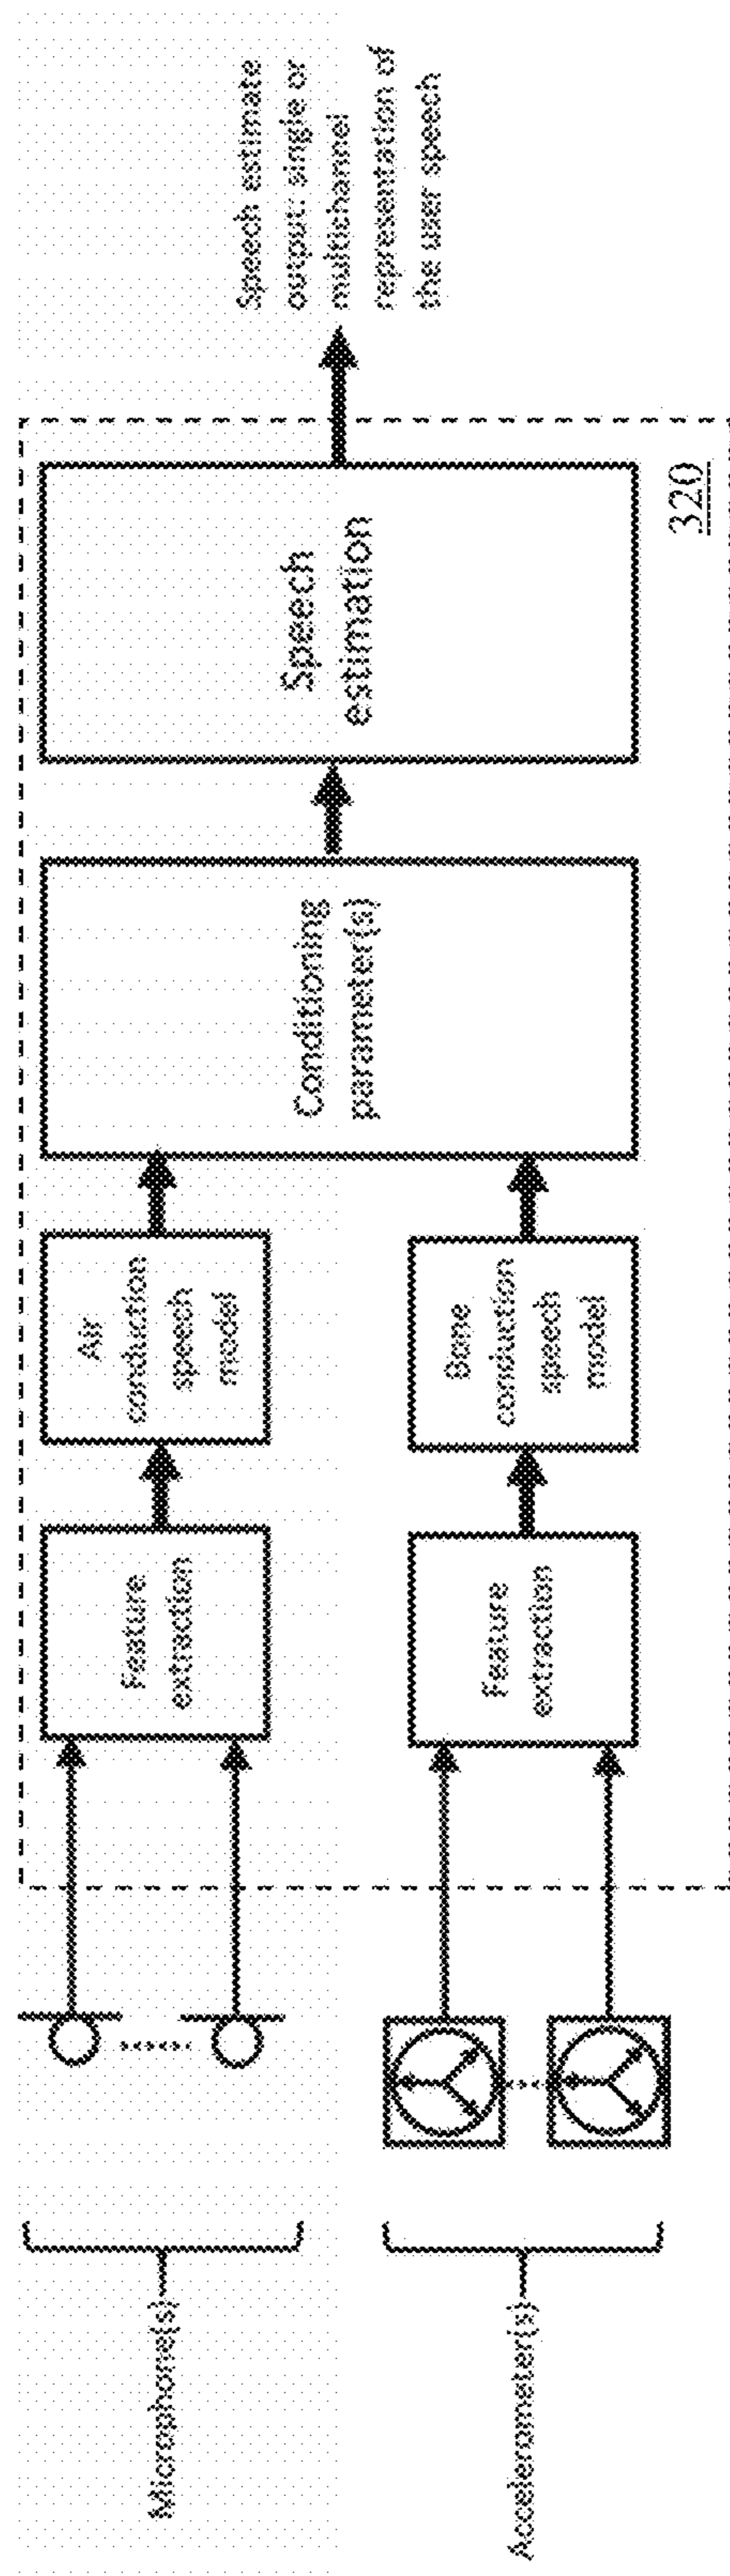 Microphone(s)
Accelerometer(s)
Feature
extraction
Feature
extraction
Air
conduction
speech
model
Bone
conduction
speech
model
Conditioning
parameter(s)
Speech
estimation
320
Speech estimate
output: single or
multichannel
representation of
the user speech